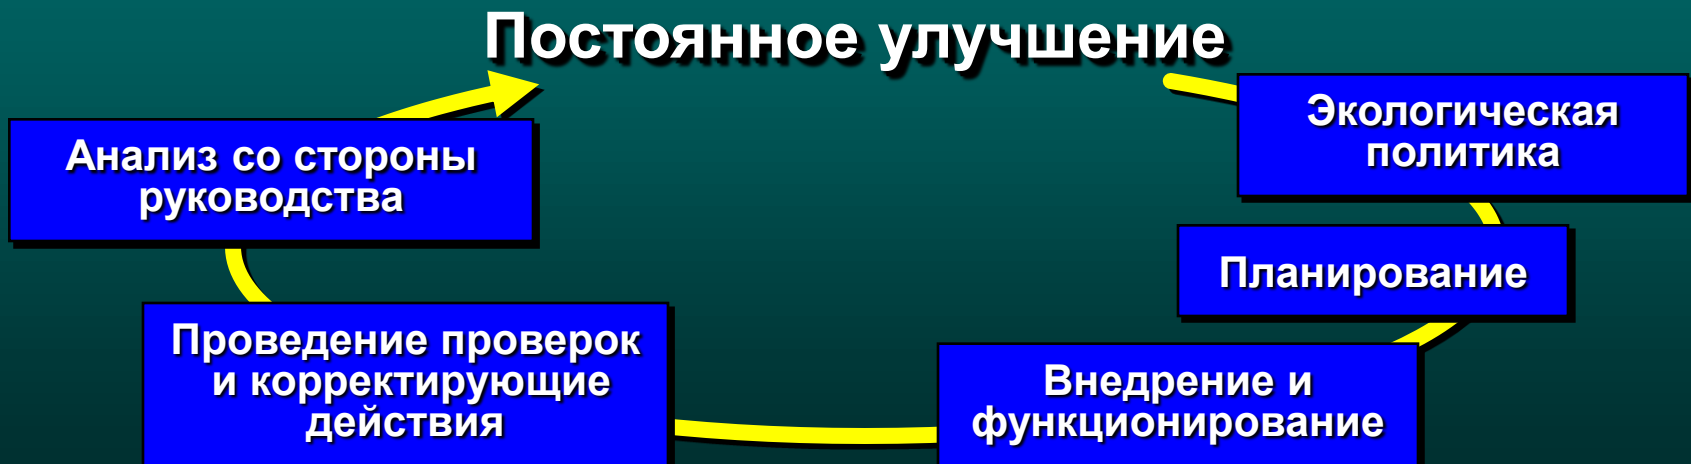 Постоянное улучшение
Экологическая
политика
Анализ со стороны
руководства
Планирование
Проведение проверок
и корректирующие
действия
Внедрение и
функционирование